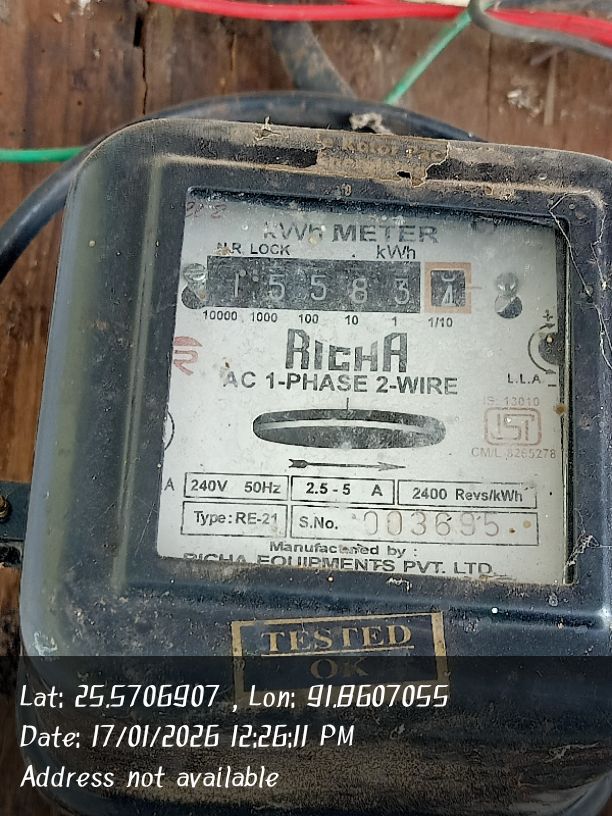 kWh METER
N.R. LOCK kWh
1 5 5 8 3 4
10000 1000 100 10 1 1/10
RICHA
AC 1-PHASE 2-WIRE
L.L.A.
+
-
IS: 13010
ISI
CM/L 8265278
240V 50Hz 2.5 - 5 A 2400 Revs/kWh
Type: RE-21 S.No. 003695
Manufactured by :
RICHA EQUIPMENTS PVT. LTD.
TESTED
OK
Lat: 25.5706907 , Lon: 91.8607055
Date: 17/01/2026 12:26:11 PM
Address not available